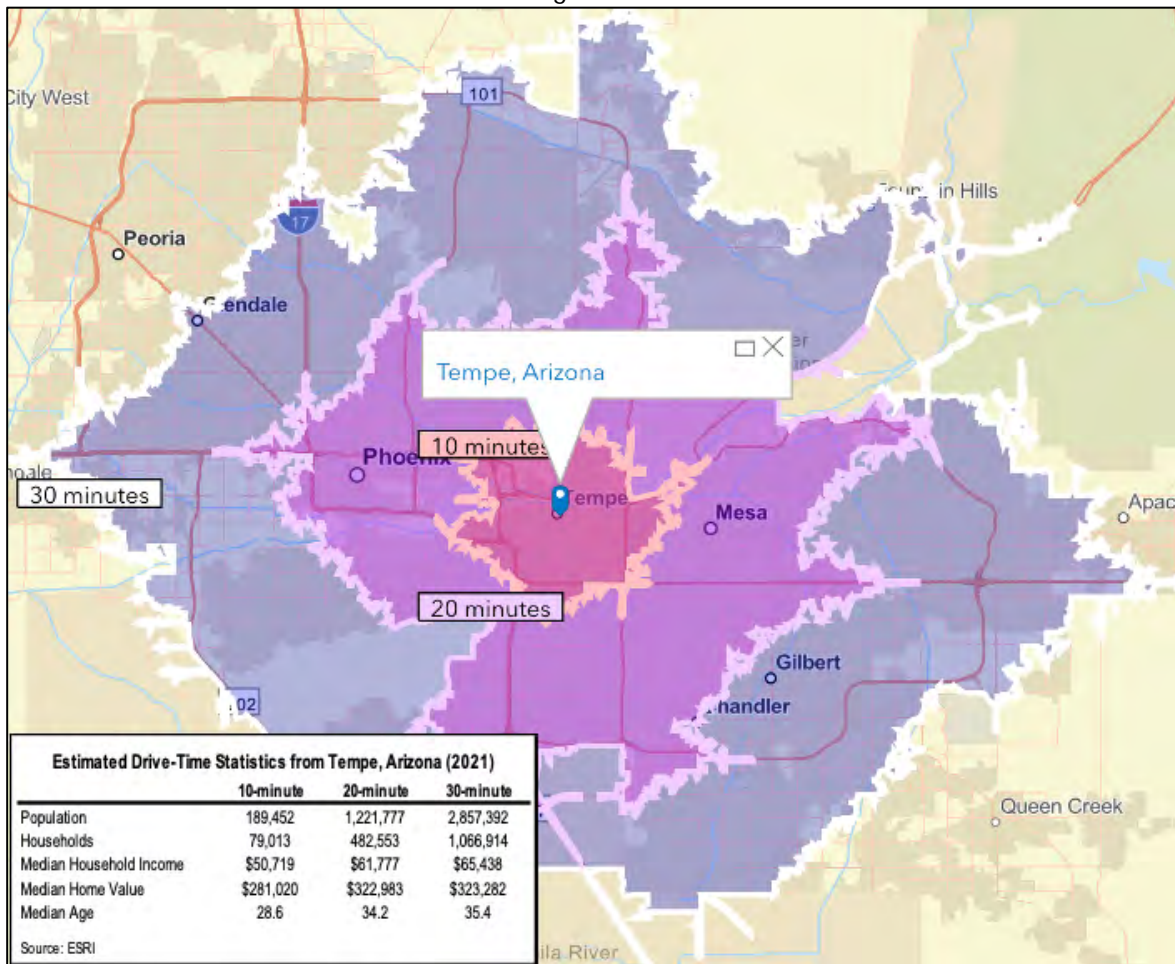 101
City West
Hills
17
Peoria
Glendale
Tempe, Arizona
10 minutes
Phoenix
30 minutes
Tempe
Mesa
Apac
20 minutes
Gilbert
handler
02
Estimated Drive-Time Statistics from Tempe, Arizona (2021)
10-minute 20-minute 30-minute
Population 189,452 1,221,777 2,857,392
Households 79,013 482,553 1,066,914
Median Household Income $50,719 $61,777 $65,438
Median Home Value $281,020 $322,983 $323,282
Median Age 28.6 34.2 35.4
Source: ESRI
Queen Creek
ila River